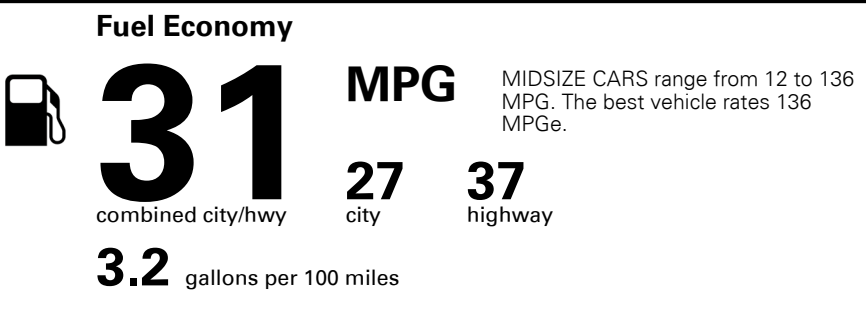 Fuel Economy
31
MPG
MIDSIZE CARS range from 12 to 136
MPG. The best vehicle rates 136
MPGe.
combined city/hwy
27
city
37
highway
3.2 gallons per 100 miles